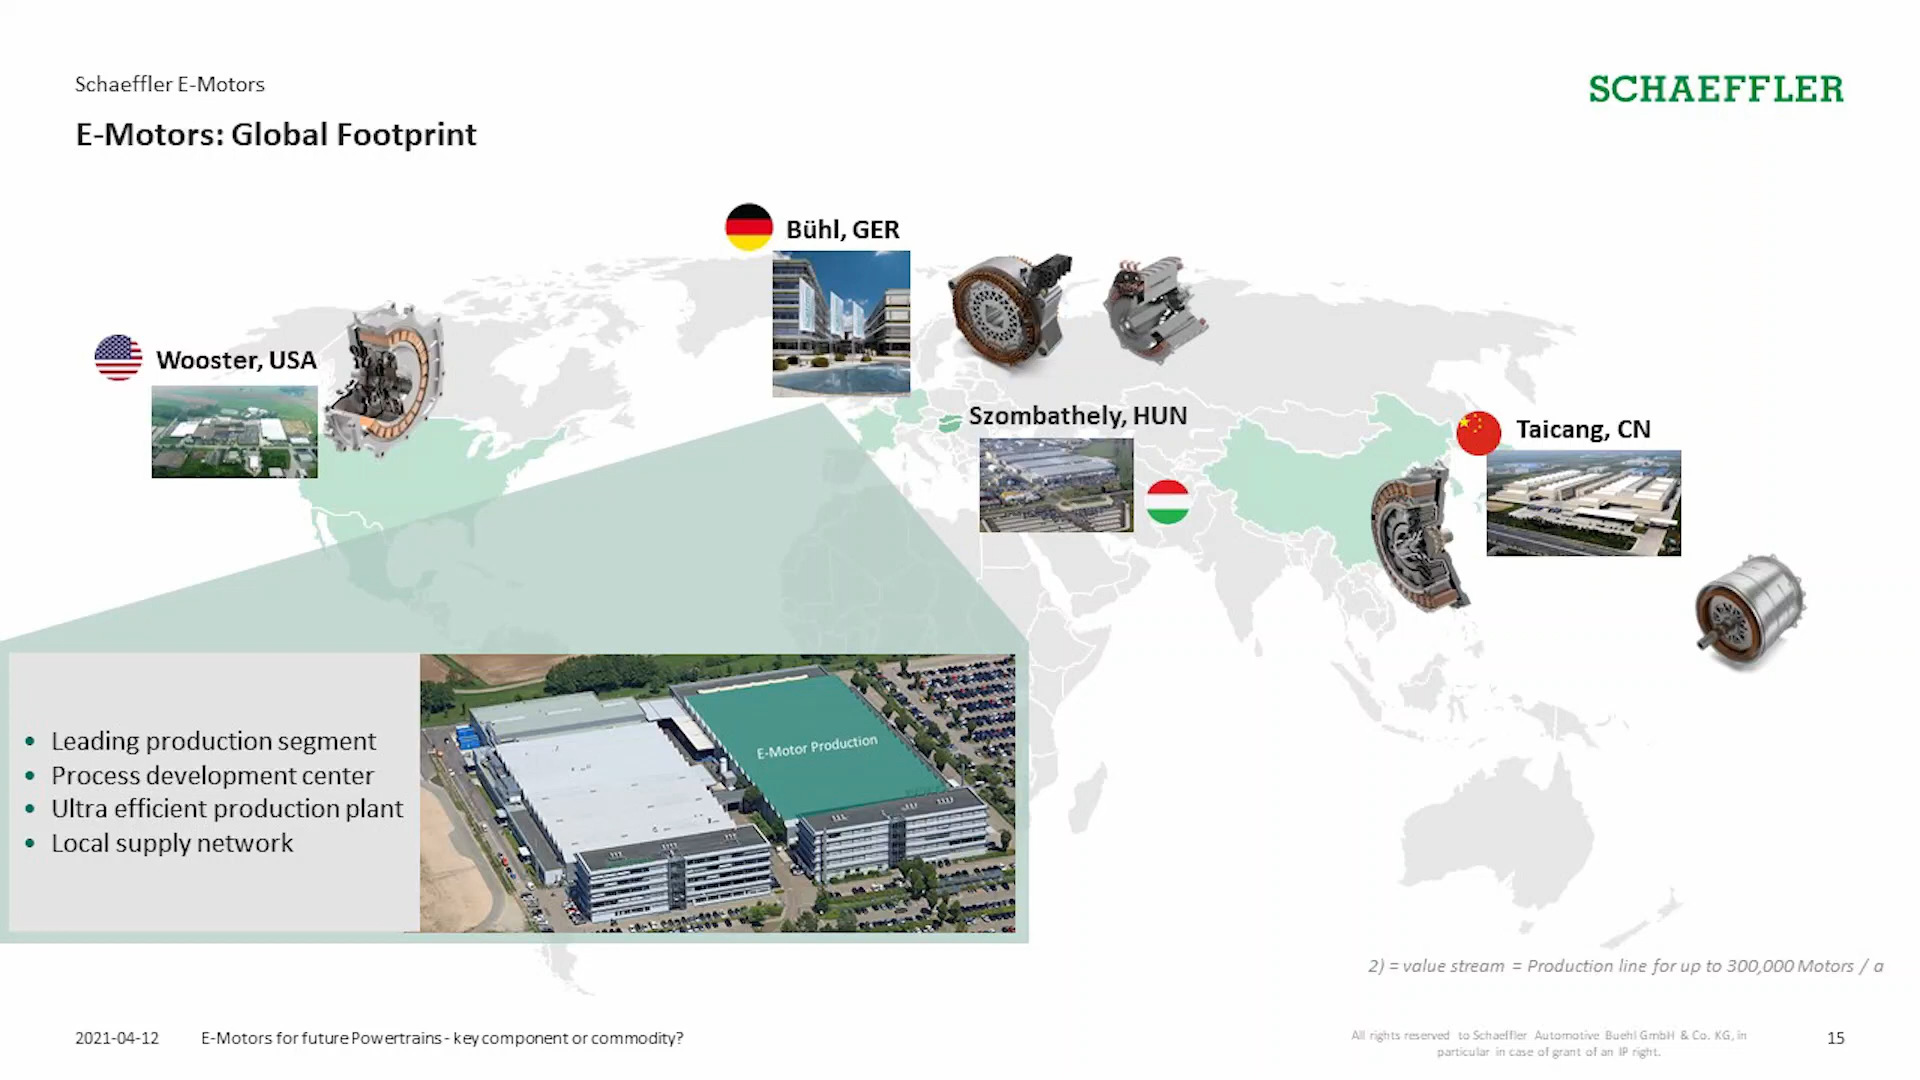 Schaeffler E-Motors
SCHAEFFLER
E-Motors: Global Footprint
Bühl, GER
Wooster, USA
Szombathely, HUN
Taicang, CN
E-Motor Production
• Leading production segment
• Process development center
• Ultra efficient production plant
• Local supply network
2) = value stream = Production line for up to 300,000 Motors / a
2021-04-12
E-Motors for future Powertrains - key component or commodity?
All rights reserved to Schaeffler Automotive Buehl GmbH & Co. KG, in
particular in case of grant of an IP right.
15